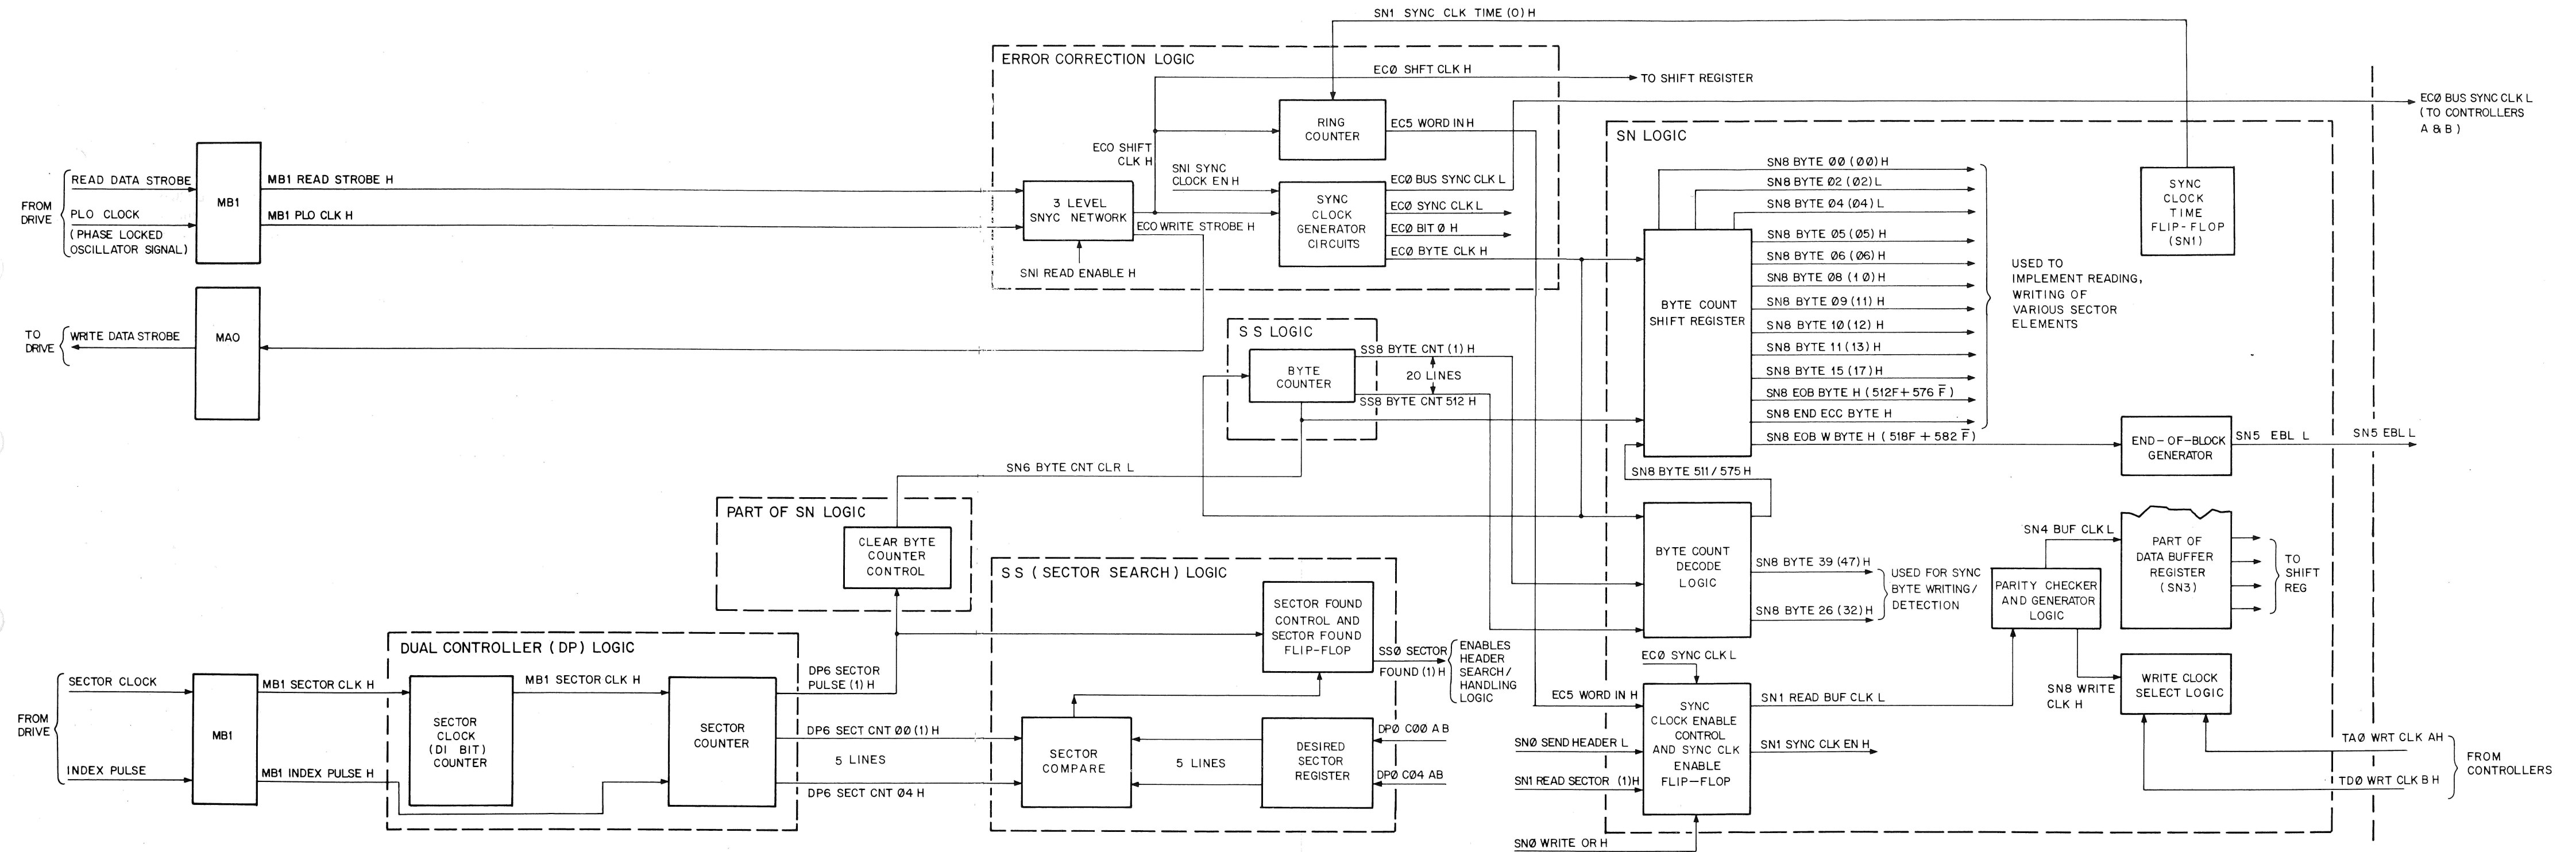 SN1 SYNC CLK TIME (0) H
ERROR CORRECTION LOGIC
ECØ SHFT CLK H
TO SHIFT REGISTER
RING
COUNTER
EC5 WORD IN H
ECØ BUS SYNC CLK L
(TO CONTROLLERS
A & B)
ECO SHIFT
CLK H
SNI SYNC
CLOCK EN H
3 LEVEL
SNYC NETWORK
SYNC
CLOCK
GENERATOR
CIRCUITS
ECØ BUS SYNC CLK L
ECØ SYNC CLK L
ECØ BIT Ø H
ECØ BYTE CLK H
ECO WRITE STROBE H
SNI READ ENABLE H
FROM
DRIVE
READ DATA STROBE
PLO CLOCK
(PHASE LOCKED
OSCILLATOR SIGNAL)
MB1
MB1 READ STROBE H
MB1 PLO CLK H
TO
DRIVE
WRITE DATA STROBE
MAO
SN LOGIC
SN8 BYTE ØØ (ØØ) H
SN8 BYTE Ø2 (Ø2) L
SN8 BYTE Ø4 (Ø4) L
SN8 BYTE Ø5 (Ø5) H
SN8 BYTE Ø6 (Ø6) H
SN8 BYTE Ø8 (1Ø) H
SN8 BYTE Ø9 (11) H
SN8 BYTE 1Ø (12) H
SN8 BYTE 11 (13) H
SN8 BYTE 15 (17) H
SN8 EOB BYTE H (512F + 576 F̅)
SN8 END ECC BYTE H
SN8 EOB W BYTE H (518F + 582 F̅)
BYTE COUNT
SHIFT REGISTER
USED TO
IMPLEMENT READING,
WRITING OF
VARIOUS SECTOR
ELEMENTS
SYNC
CLOCK
TIME
FLIP-FLOP
(SN1)
END-OF-BLOCK
GENERATOR
SN5 EBL L
SN5 EBL L
SN8 BYTE 511/575 H
S S LOGIC
BYTE
COUNTER
SS8 BYTE CNT (1) H
20 LINES
SS8 BYTE CNT 512 H
SN6 BYTE CNT CLR L
PART OF SN LOGIC
CLEAR BYTE
COUNTER
CONTROL
BYTE COUNT
DECODE
LOGIC
SN8 BYTE 39 (47) H
SN8 BYTE 26 (32) H
USED FOR SYNC
BYTE WRITING/
DETECTION
SN4 BUF CLK L
PARITY CHECKER
AND GENERATOR
LOGIC
PART OF
DATA BUFFER
REGISTER
(SN3)
TO
SHIFT
REG
SN8 WRITE
CLK H
WRITE CLOCK
SELECT LOGIC
TAØ WRT CLK AH
TDØ WRT CLK B H
FROM
CONTROLLERS
S S (SECTOR SEARCH) LOGIC
SECTOR FOUND
CONTROL AND
SECTOR FOUND
FLIP-FLOP
SSØ SECTOR
FOUND (1) H
ENABLES
HEADER
SEARCH/
HANDLING
LOGIC
SECTOR
COMPARE
5 LINES
DESIRED
SECTOR
REGISTER
DPØ CØØ A B
DPØ CØ4 AB
FROM
DRIVE
SECTOR CLOCK
INDEX PULSE
MB1
MB1 SECTOR CLK H
MB1 INDEX PULSE H
DUAL CONTROLLER (DP) LOGIC
SECTOR
CLOCK
(DI BIT)
COUNTER
MB1 SECTOR CLK H
SECTOR
COUNTER
DP6 SECTOR
PULSE (1) H
DP6 SECT CNT ØØ (1) H
5 LINES
DP6 SECT CNT Ø4 H
ECØ SYNC CLK L
EC5 WORD IN H
SNØ SEND HEADER L
SN1 READ SECTOR (1) H
SNØ WRITE OR H
SYNC
CLOCK ENABLE
CONTROL
AND SYNC CLK
ENABLE
FLIP-FLOP
SN1 READ BUF CLK L
SN1 SYNC CLK EN H